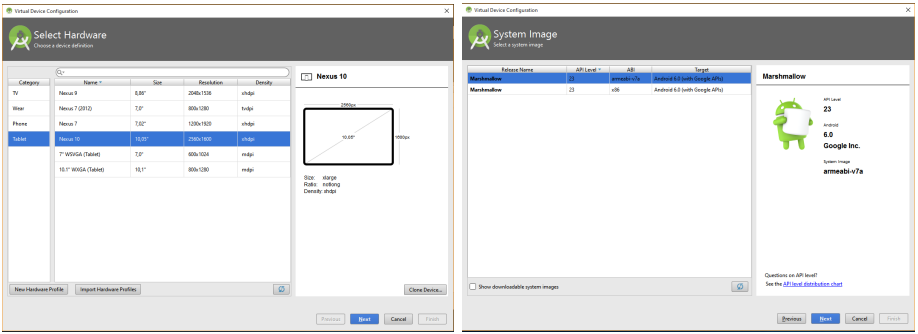 Virtual Device Configuration
Select Hardware
Choose a device definition
Category
Name Size Resolution Density
TV
Wear
Phone
Tablet
Nexus 9 8,86" 2048x1536 xhdpi
Nexus 7 (2012) 7,0" 800x1280 tvdpi
Nexus 7 7,02" 1200x1920 xhdpi
Nexus 10 10,05" 2560x1600 xhdpi
7" WSVGA (Tablet) 7,0" 600x1024 mdpi
10.1" WXGA (Tablet) 10,1" 800x1280 mdpi
Nexus 10
2560px
10,05"
1600px
Size: xlarge
Ratio: notlong
Density: xhdpi
New Hardware Profile
Import Hardware Profiles
Clone Device...
Previous
Next
Cancel
Finish
Virtual Device Configuration
System Image
Select a system image
Release Name API Level ABI Target
Marshmallow 23 armeabi-v7a Android 6.0 (with Google APIs)
Marshmallow 23 x86 Android 6.0 (with Google APIs)
Show downloadable system images
Marshmallow
API Level
23
Android
6.0
Google Inc.
System Image
armeabi-v7a
Questions on API level?
See the API level distribution chart
Previous
Next
Cancel
Finish